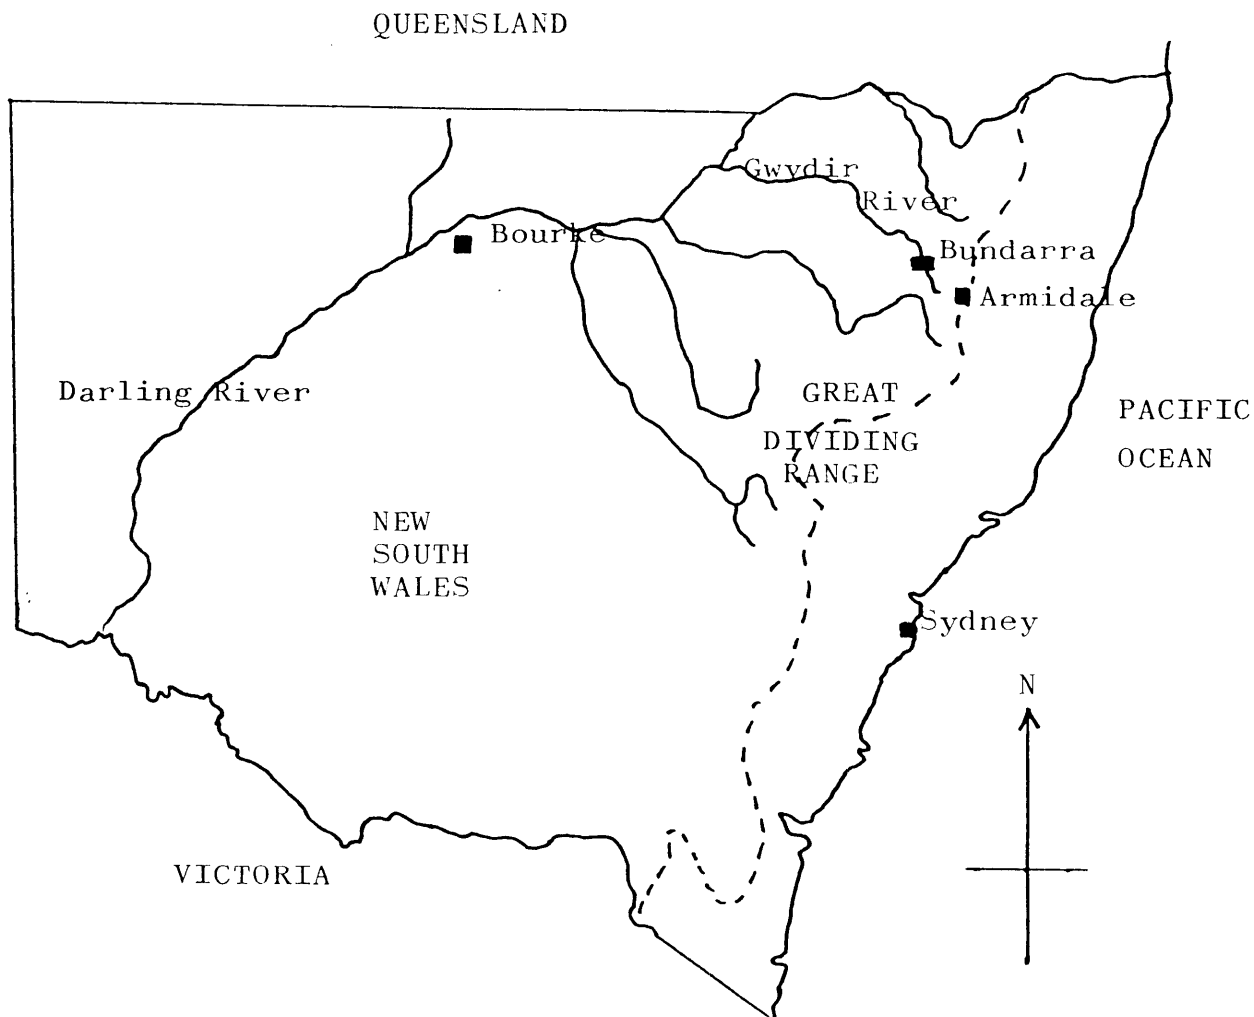 QUEENSLAND
Gwydir
River
Bourke
Bundarra
Armidale
Darling River
GREAT
DIVIDING
RANGE
PACIFIC
OCEAN
NEW
SOUTH
WALES
Sydney
N
VICTORIA